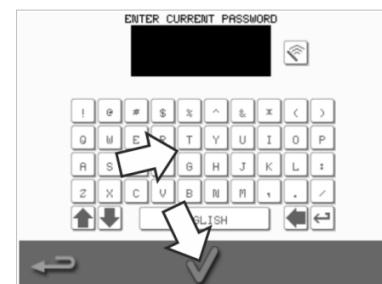 ENTER CURRENT PASSWORD
! @ # $ % ^ & * ( )
Q W E T Y U I O P
A S G H J K L :
Z X C V B N M , . /